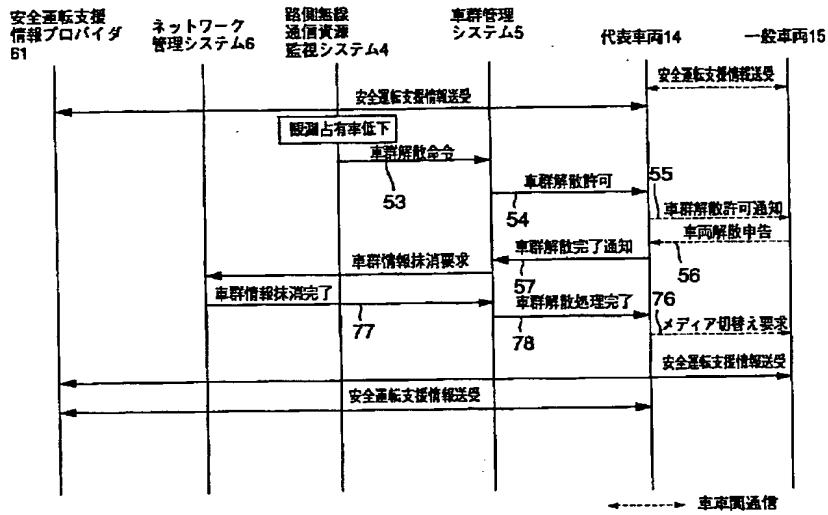 安全運転支援
情報プロバイダ
61
ネットワーク
管理システム6
路側無線
通信資源
監視システム4
車群管理
システム5
代表車両14
一般車両15
安全運転支援情報送受
安全運転支援情報送受
観測占有率低下
車群解散命令
53
車群解散許可
54
55
車群解散許可通知
車両解散申告
56
車群解散完了通知
57
車群情報抹消要求
車群情報抹消完了
77
車群解散処理完了
78
76
メディア切替え要求
安全運転支援情報送受
安全運転支援情報送受
車車間通信